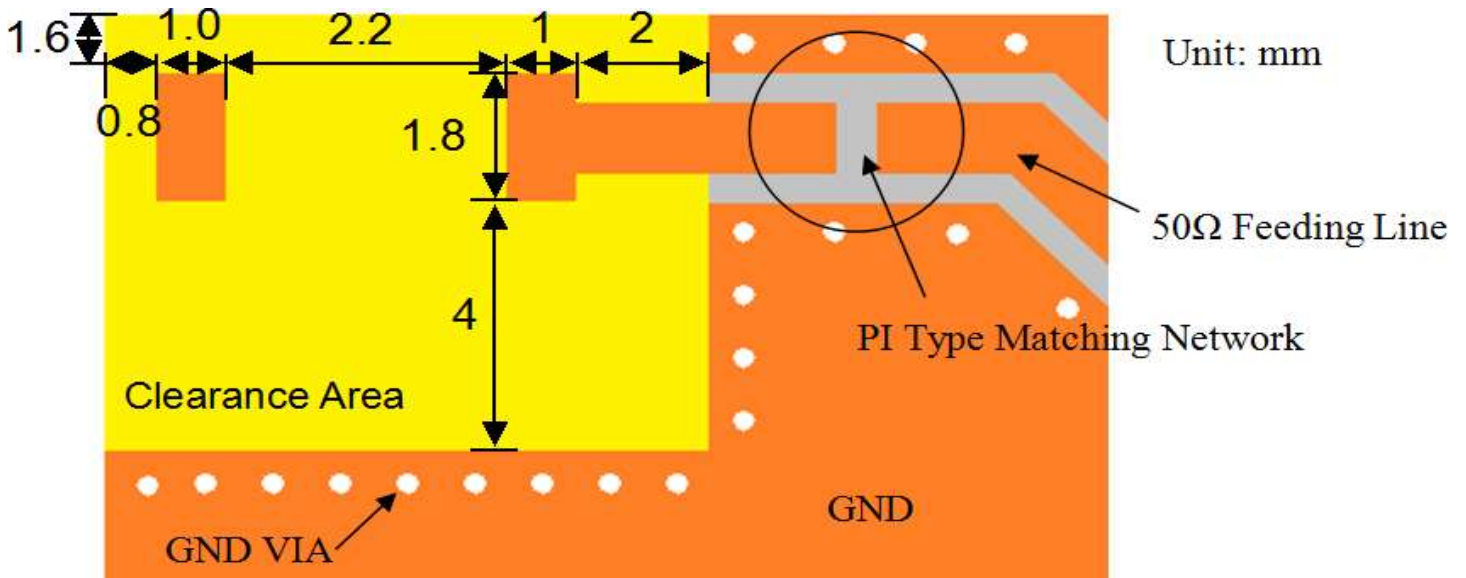 1.6
1.0
2.2
1
2
Unit: mm
0.8
1.8
50Ω Feeding Line
4
PI Type Matching Network
Clearance Area
GND
GND VIA